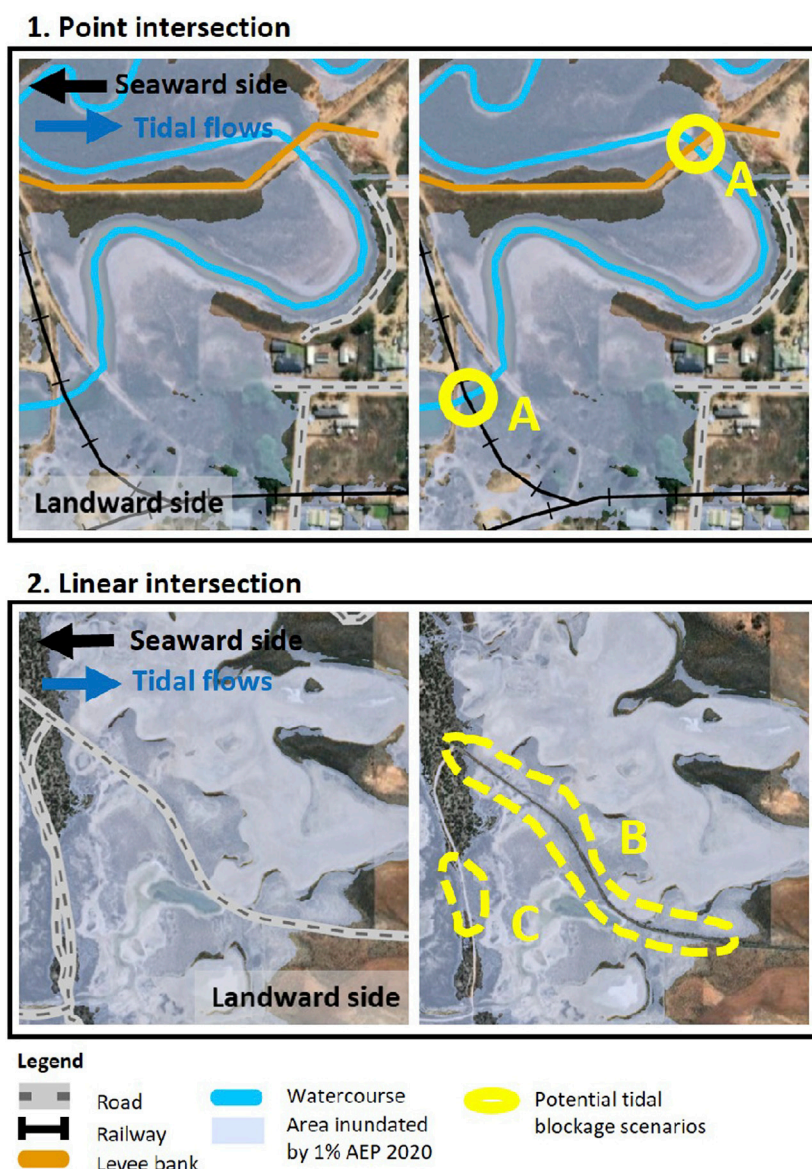 1. Point intersection
Seaward side
Tidal flows
A
A
Landward side
2. Linear intersection
Seaward side
Tidal flows
B
C
Landward side
Legend
Road
Railway
Levee bank
Watercourse
Area inundated
by 1% AEP 2020
Potential tidal
blockage scenarios